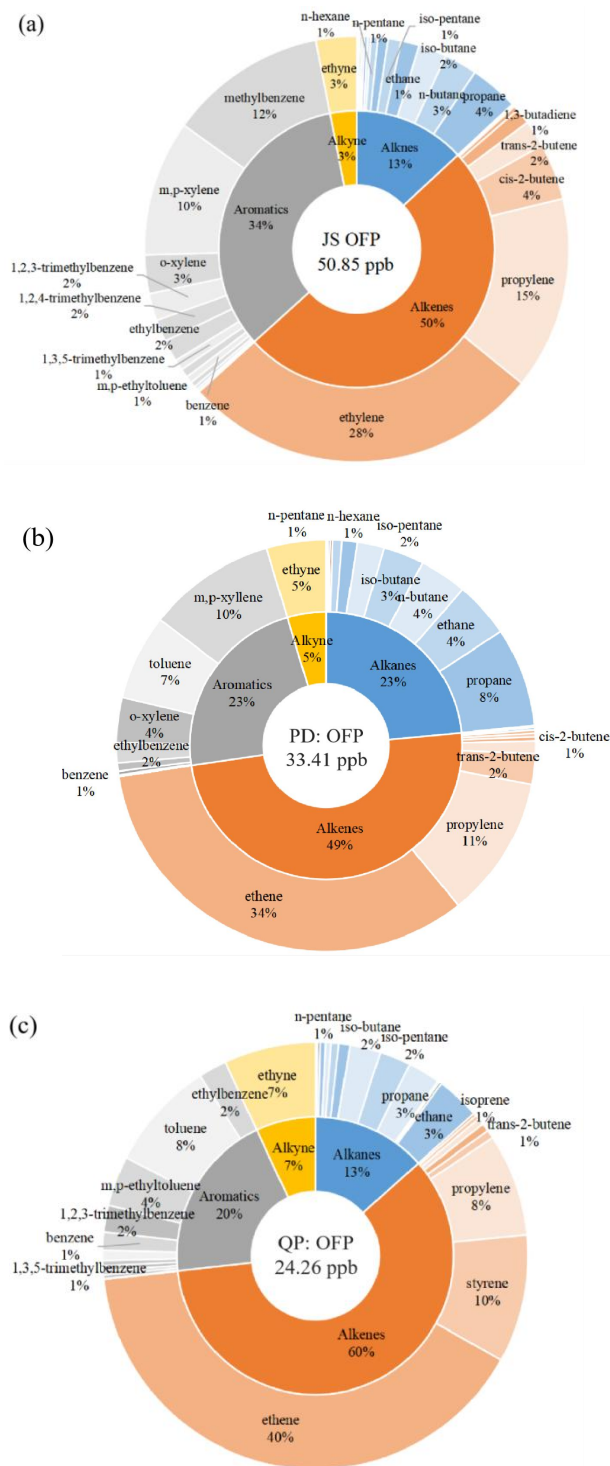 (a)
n-hexane
1%
n-pentane
1%
iso-pentane
1%
iso-butane
2%
ethane
1%
n-butane
3%
propane
4%
1,3-butadiene
1%
trans-2-butene
2%
cis-2-butene
4%
propylene
15%
ethylene
28%
benzene
1%
m,p-ethyltoluene
1%
1,3,5-trimethylbenzene
1%
ethylbenzene
2%
1,2,4-trimethylbenzene
2%
1,2,3-trimethylbenzene
2%
o-xylene
3%
m,p-xylene
10%
methylbenzene
12%
ethyne
3%
Alkyne
3%
Alknes
13%
Aromatics
34%
Alkenes
50%
JS OFP
50.85 ppb
(b)
n-pentane
1%
n-hexane
1%
iso-pentane
2%
iso-butane
3%
n-butane
4%
ethane
4%
propane
8%
cis-2-butene
1%
trans-2-butene
2%
propylene
11%
ethene
34%
benzene
1%
ethylbenzene
2%
o-xylene
4%
toluene
7%
m,p-xyllene
10%
ethyne
5%
Alkyne
5%
Alkanes
23%
Aromatics
23%
Alkenes
49%
PD: OFP
33.41 ppb
(c)
n-pentane
1%
iso-butane
2%
iso-pentane
2%
propane
3%
ethane
3%
isoprene
1%
trans-2-butene
1%
propylene
8%
styrene
10%
ethene
40%
1,3,5-trimethylbenzene
1%
benzene
1%
1,2,3-trimethylbenzene
2%
m,p-ethyltoluene
4%
toluene
8%
ethylbenzene
2%
ethyne
7%
Alkyne
7%
Alkanes
13%
Aromatics
20%
Alkenes
60%
QP: OFP
24.26 ppb